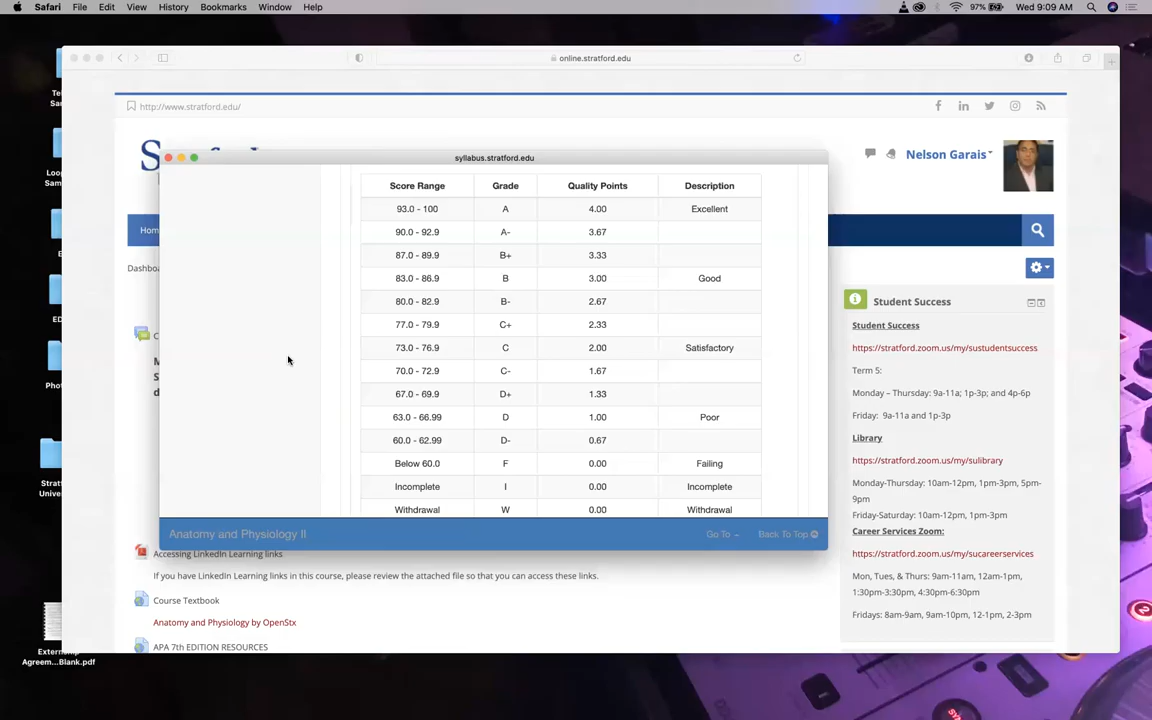 Safari File Edit View History Bookmarks Window Help 97% Wed 9:09 AM
online.stratford.edu
http://www.stratford.edu/
Nelson Garais
syllabus.stratford.edu
Score Range Grade Quality Points Description
93.0 - 100 A 4.00 Excellent
90.0 - 92.9 A- 3.67
87.0 - 89.9 B+ 3.33
83.0 - 86.9 B 3.00 Good
80.0 - 82.9 B- 2.67
77.0 - 79.9 C+ 2.33
73.0 - 76.9 C 2.00 Satisfactory
70.0 - 72.9 C- 1.67
67.0 - 69.9 D+ 1.33
63.0 - 66.99 D 1.00 Poor
60.0 - 62.99 D- 0.67
Below 60.0 F 0.00 Failing
Incomplete I 0.00 Incomplete
Withdrawal W 0.00 Withdrawal
Anatomy and Physiology II Go To Back To Top
Accessing LinkedIn Learning links
If you have LinkedIn Learning links in this course, please review the attached file so that you can access these links.
Course Textbook
Anatomy and Physiology by OpenStx
APA 7th EDITION RESOURCES
Student Success
Student Success
https://stratford.zoom.us/my/sustudentsuccess
Term 5:
Monday – Thursday: 9a-11a; 1p-3p; and 4p-6p
Friday: 9a-11a and 1p-3p
Library
https://stratford.zoom.us/my/sulibrary
Monday-Thursday: 10am-12pm, 1pm-3pm, 5pm-
9pm
Friday-Saturday: 10am-12pm, 1pm-3pm
Career Services Zoom:
https://stratford.zoom.us/my/sucareerservices
Mon, Tues, & Thurs: 9am-11am, 12am-1pm,
1:30pm-3:30pm, 4:30pm-6:30pm
Fridays: 8am-9am, 9am-10pm, 12-1pm, 2-3pm
Agreem...Blank.pdf